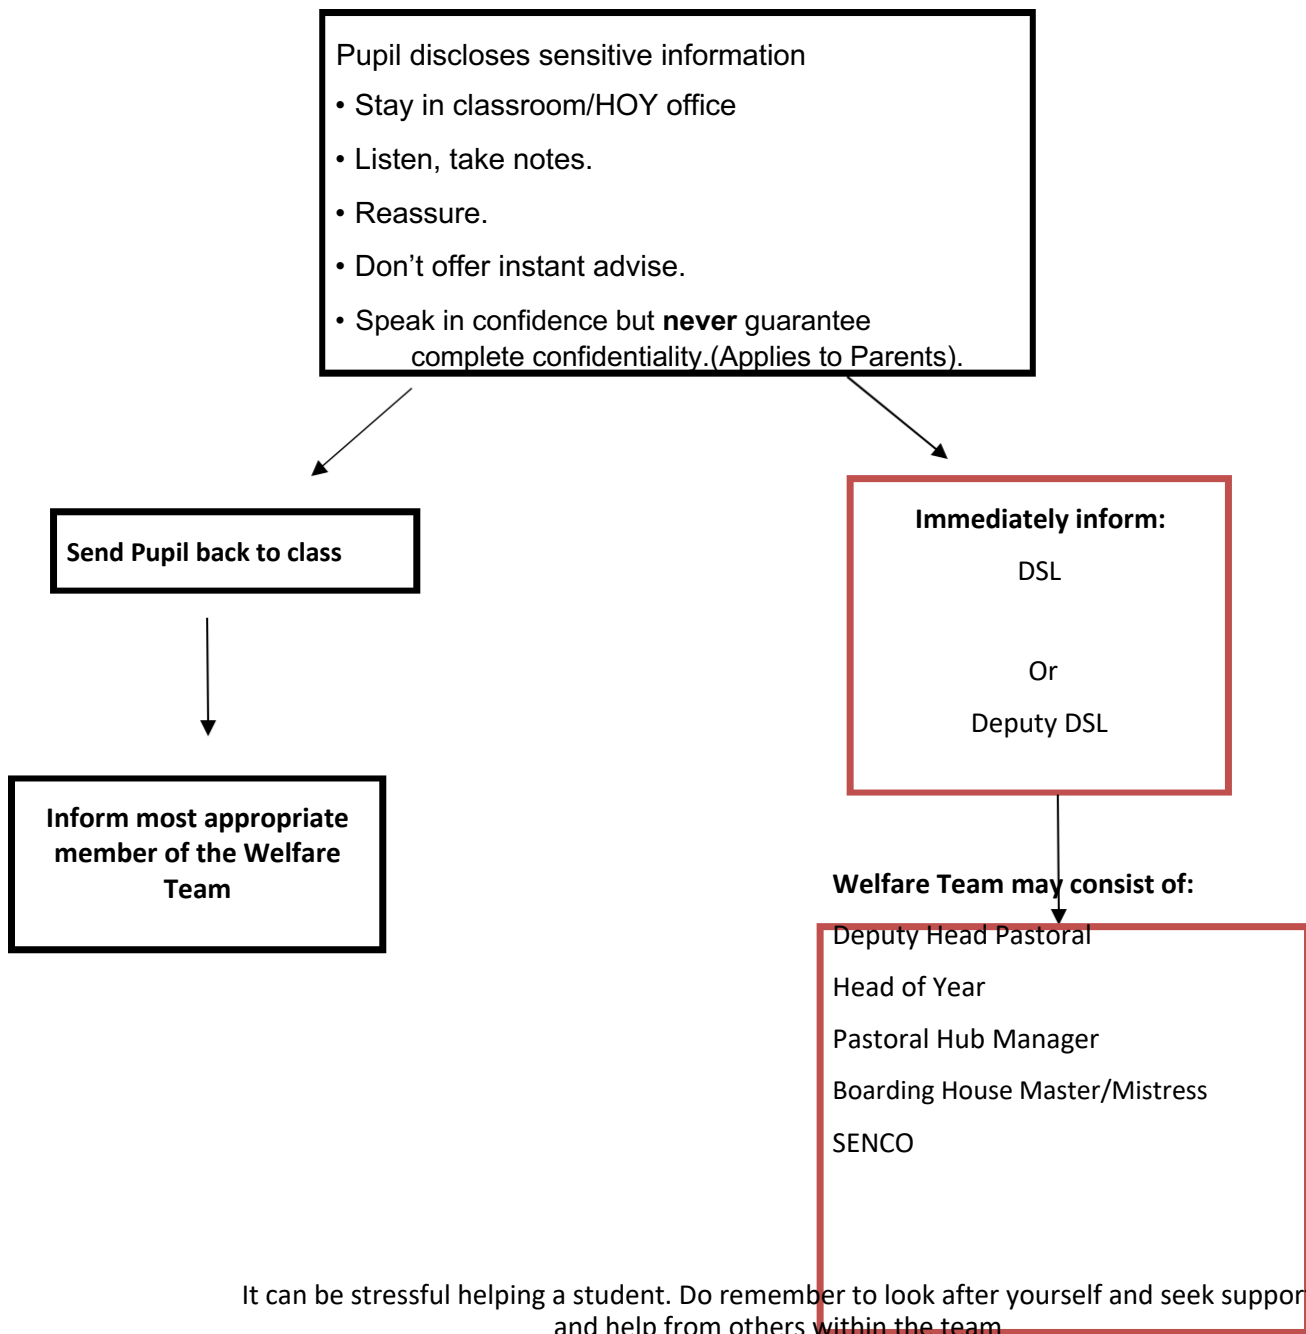 Pupil discloses sensitive information
• Stay in classroom/HOY office
• Listen, take notes.
• Reassure.
• Don’t offer instant advise.
• Speak in confidence but never guarantee
complete confidentiality.(Applies to Parents).
Send Pupil back to class
Inform most appropriate
member of the Welfare
Team
Immediately inform:
DSL
Or
Deputy DSL
Welfare Team may consist of:
Deputy Head Pastoral
Head of Year
Pastoral Hub Manager
Boarding House Master/Mistress
SENCO
It can be stressful helping a student. Do remember to look after yourself and seek suppor
and help from others within the team